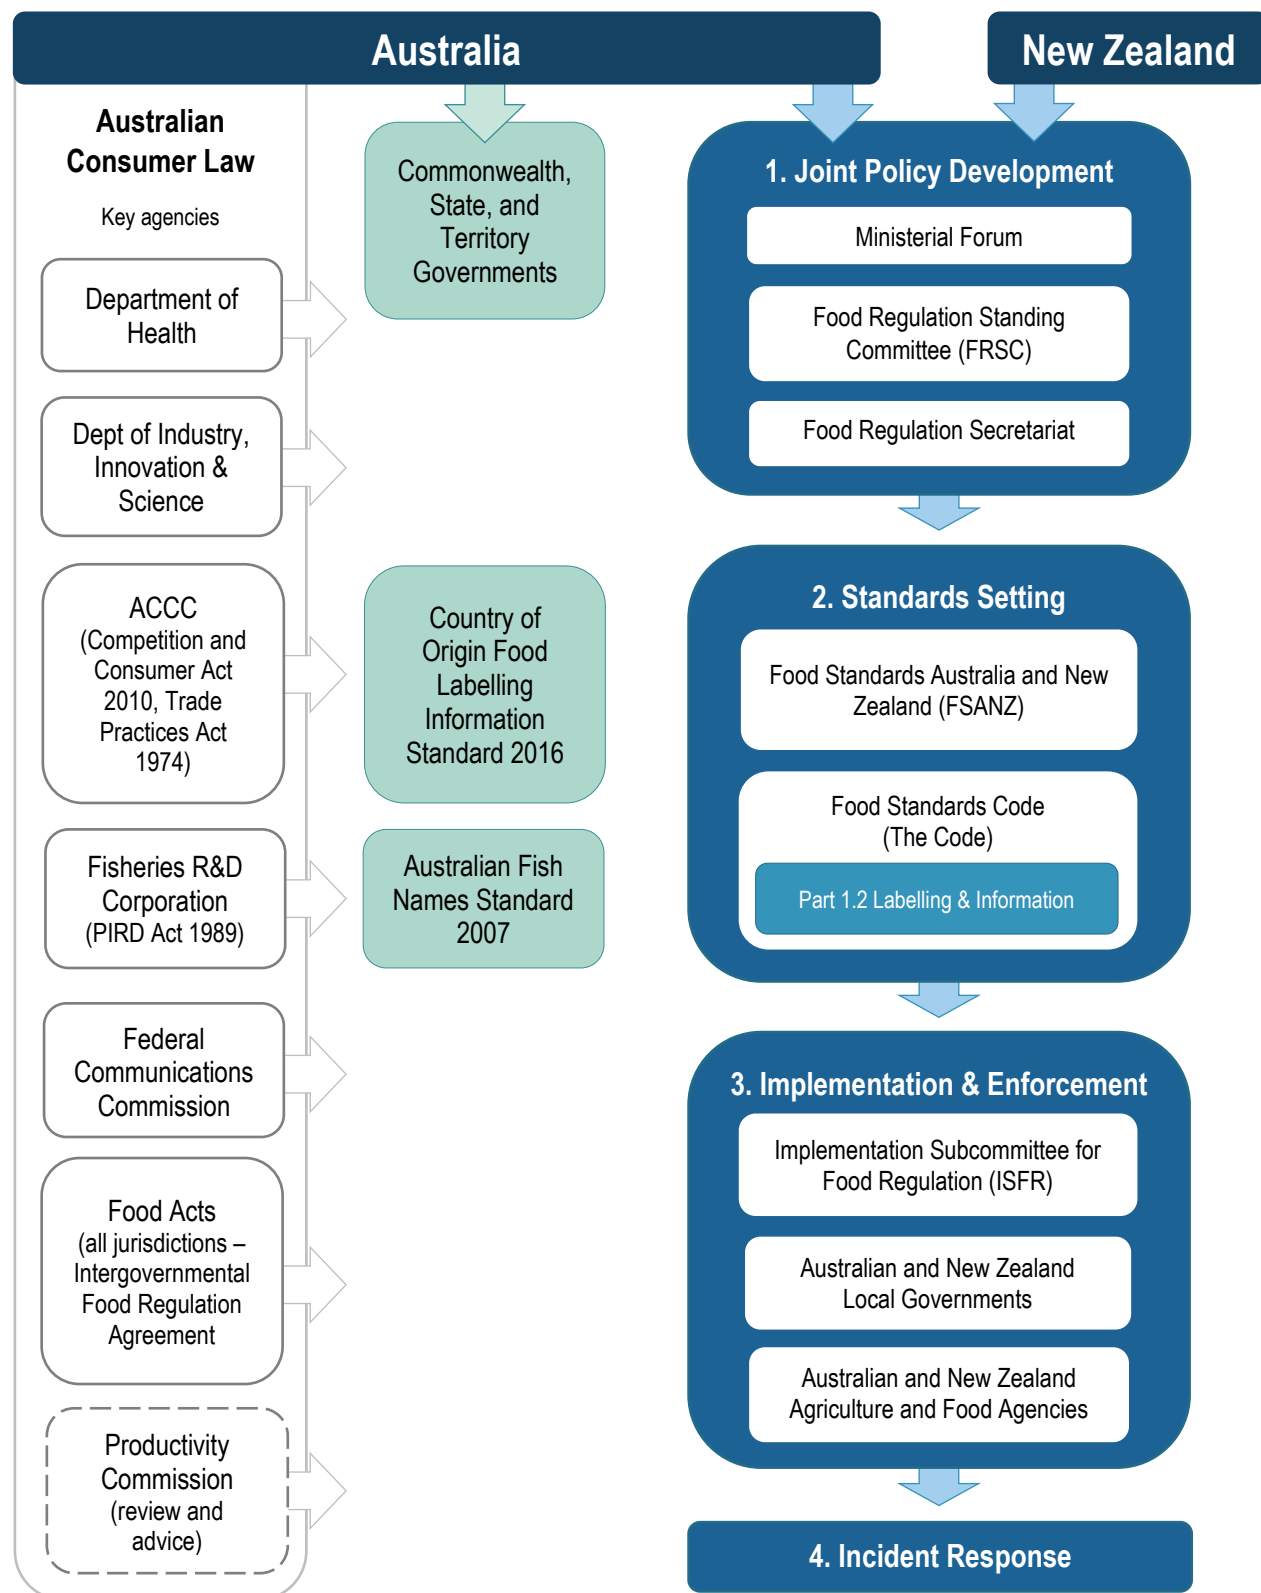 Australia
New Zealand
Australian
Consumer Law
Key agencies
Department of
Health
Dept of Industry,
Innovation &
Science
ACCC
(Competition and
Consumer Act
2010, Trade
Practices Act
1974)
Fisheries R&D
Corporation
(PIRD Act 1989)
Federal
Communications
Commission
Food Acts
(all jurisdictions –
Intergovernmental
Food Regulation
Agreement
Productivity
Commission
(review and
advice)
Commonwealth,
State, and
Territory
Governments
Country of
Origin Food
Labelling
Information
Standard 2016
Australian Fish
Names Standard
2007
1. Joint Policy Development
Ministerial Forum
Food Regulation Standing
Committee (FRSC)
Food Regulation Secretariat
2. Standards Setting
Food Standards Australia and New
Zealand (FSANZ)
Food Standards Code
(The Code)
Part 1.2 Labelling & Information
3. Implementation & Enforcement
Implementation Subcommittee for
Food Regulation (ISFR)
Australian and New Zealand
Local Governments
Australian and New Zealand
Agriculture and Food Agencies
4. Incident Response